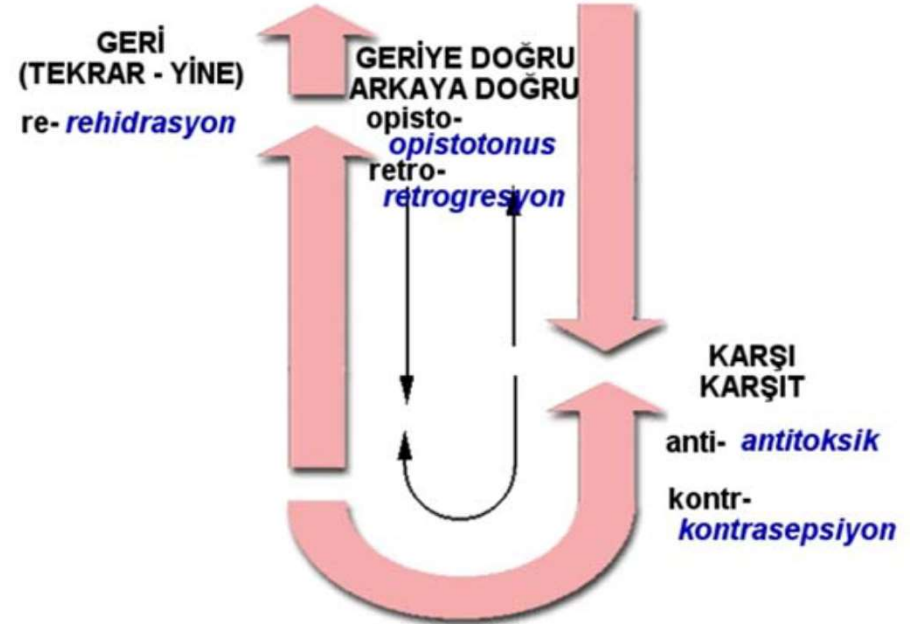 GERİ
(TEKRAR - YİNE)
re- rehidrasyon
GERİYE DOĞRU
ARKAYA DOĞRU
opisto-
opistotonus
retro-
retrogresyon
KARŞI
KARŞIT
anti- antitoksik
kontr-
kontrasepsiyon